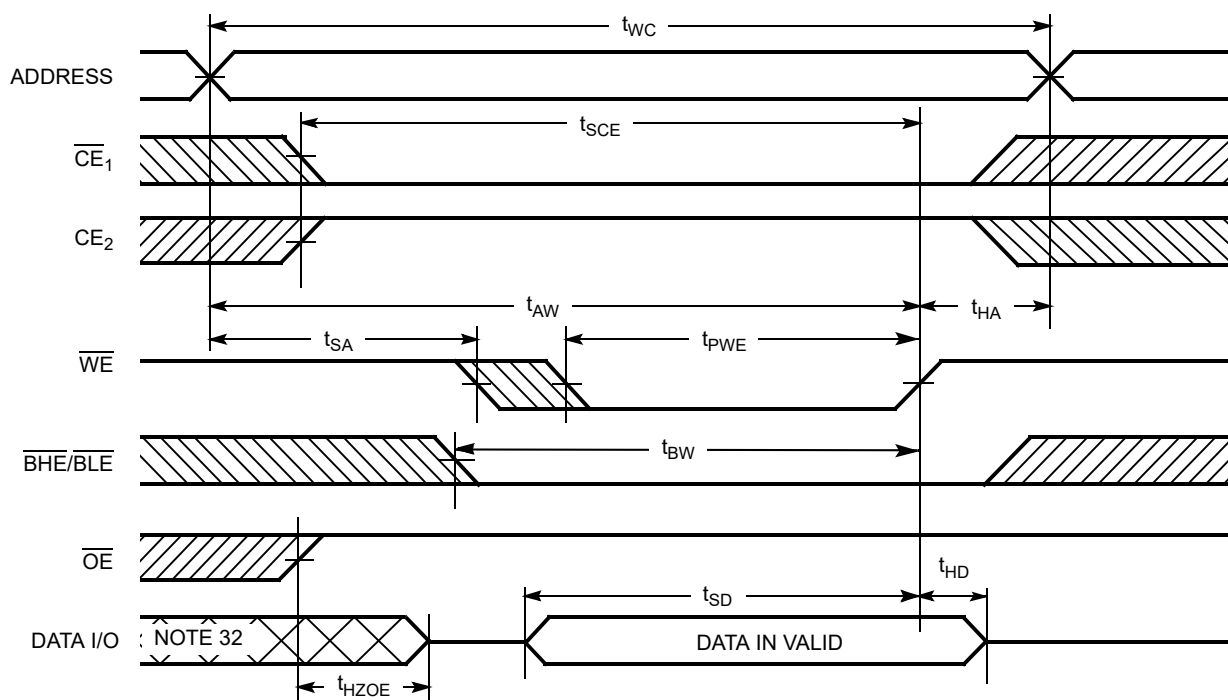 tWC
ADDRESS
tSCE
CE1
CE2
tAW
tHA
tSA
tPWE
WE
tBW
BHE/BLE
OE
tHD
tSD
DATA I/O
NOTE 32
DATA IN VALID
tHZOE